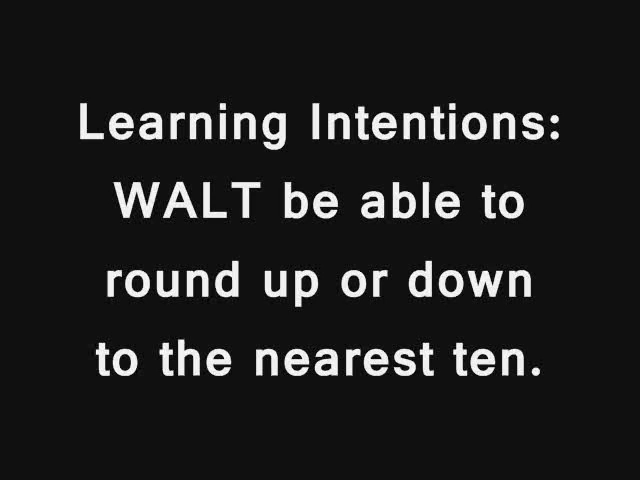 Learning Intentions:
WALT be able to
round up or down
to the nearest ten.